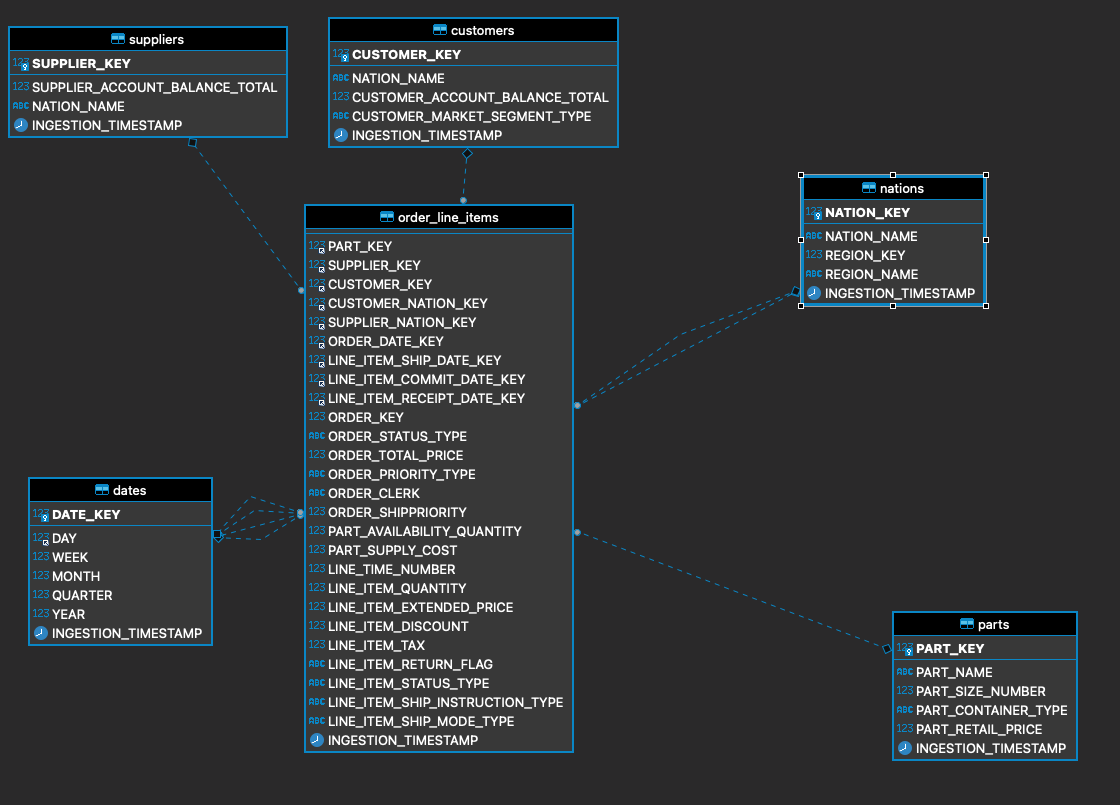 suppliers
123 SUPPLIER_KEY
123 SUPPLIER_ACCOUNT_BALANCE_TOTAL
ABC NATION_NAME
INGESTION_TIMESTAMP
customers
123 CUSTOMER_KEY
ABC NATION_NAME
123 CUSTOMER_ACCOUNT_BALANCE_TOTAL
ABC CUSTOMER_MARKET_SEGMENT_TYPE
INGESTION_TIMESTAMP
nations
123 NATION_KEY
ABC NATION_NAME
123 REGION_KEY
ABC REGION_NAME
INGESTION_TIMESTAMP
order_line_items
123 PART_KEY
123 SUPPLIER_KEY
123 CUSTOMER_KEY
123 CUSTOMER_NATION_KEY
123 SUPPLIER_NATION_KEY
123 ORDER_DATE_KEY
123 LINE_ITEM_SHIP_DATE_KEY
123 LINE_ITEM_COMMIT_DATE_KEY
123 LINE_ITEM_RECEIPT_DATE_KEY
123 ORDER_KEY
ABC ORDER_STATUS_TYPE
123 ORDER_TOTAL_PRICE
ABC ORDER_PRIORITY_TYPE
ABC ORDER_CLERK
123 ORDER_SHIPPRIORITY
123 PART_AVAILABILITY_QUANTITY
123 PART_SUPPLY_COST
123 LINE_TIME_NUMBER
123 LINE_ITEM_QUANTITY
123 LINE_ITEM_EXTENDED_PRICE
123 LINE_ITEM_DISCOUNT
123 LINE_ITEM_TAX
ABC LINE_ITEM_RETURN_FLAG
ABC LINE_ITEM_STATUS_TYPE
ABC LINE_ITEM_SHIP_INSTRUCTION_TYPE
ABC LINE_ITEM_SHIP_MODE_TYPE
INGESTION_TIMESTAMP
dates
123 DATE_KEY
123 DAY
123 WEEK
123 MONTH
123 QUARTER
123 YEAR
INGESTION_TIMESTAMP
parts
123 PART_KEY
ABC PART_NAME
123 PART_SIZE_NUMBER
ABC PART_CONTAINER_TYPE
123 PART_RETAIL_PRICE
INGESTION_TIMESTAMP